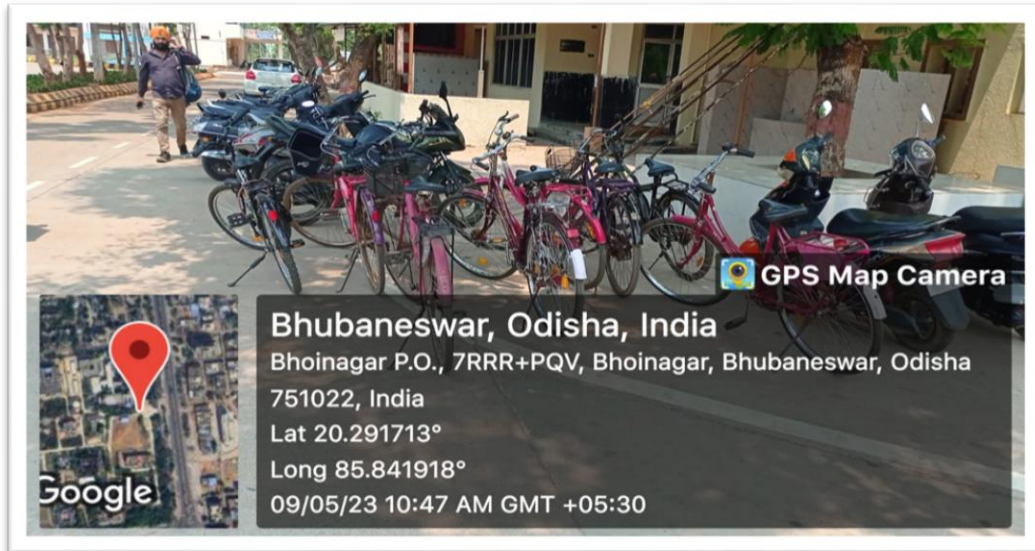 GPS Map Camera
Bhubaneswar, Odisha, India
Bhoinagar P.O., 7RRR+PQV, Bhoinagar, Bhubaneswar, Odisha
751022, India
Lat 20.291713°
Long 85.841918°
09/05/23 10:47 AM GMT +05:30
Google